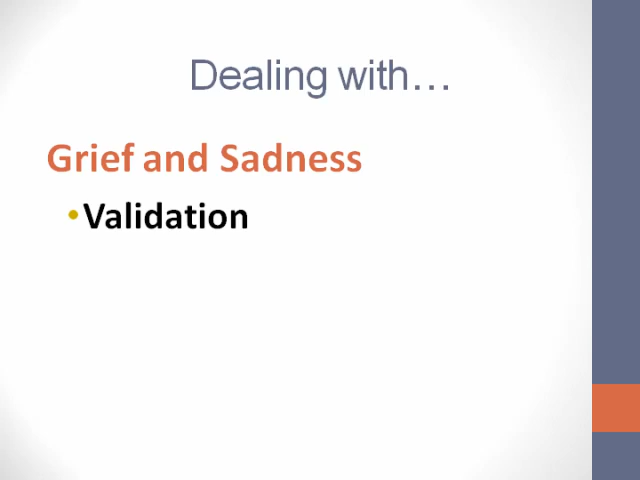 Dealing with…
Grief and Sadness
•Validation